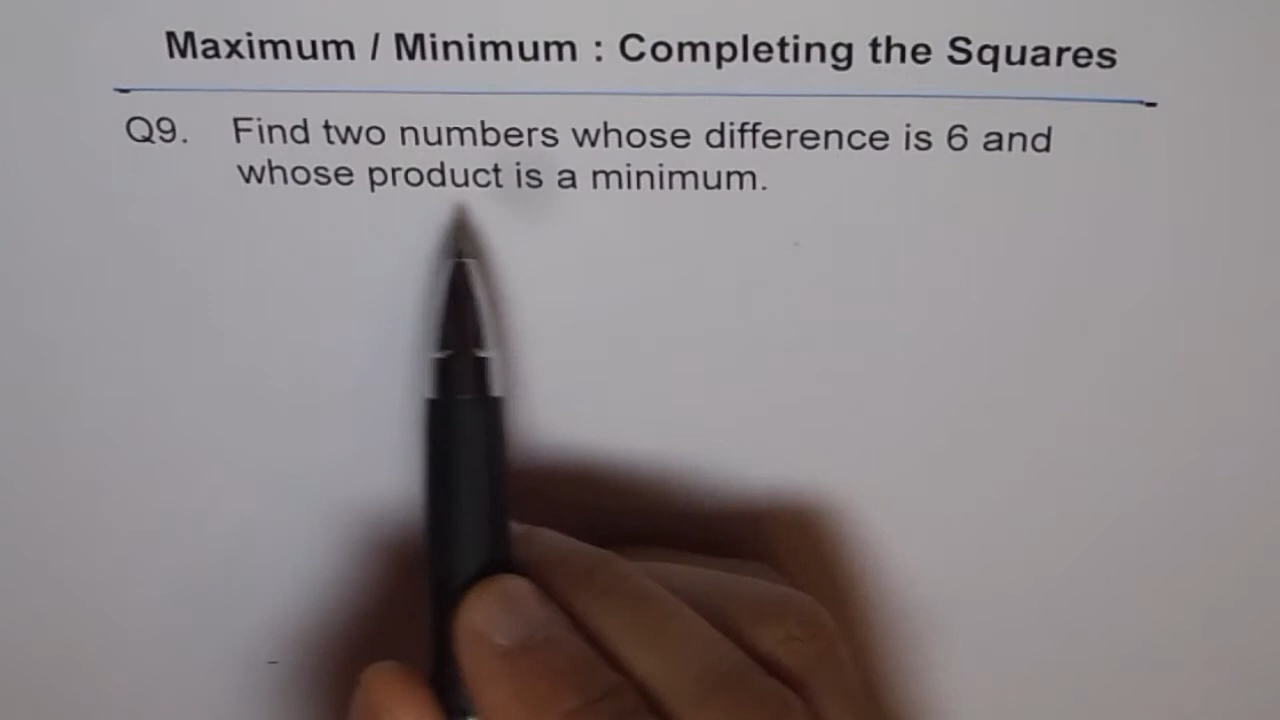 Maximum / Minimum : Completing the Squares
Q9. Find two numbers whose difference is 6 and
whose product is a minimum.